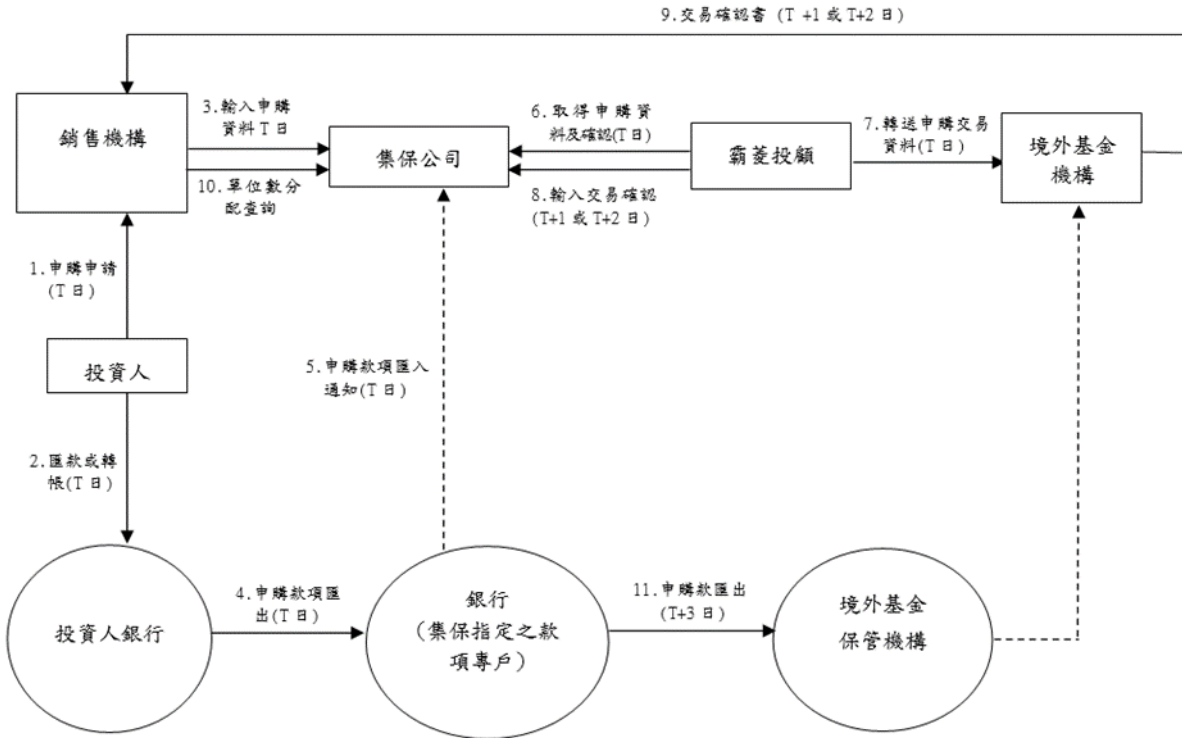 9.交易確認書 (T +1 或 T+2 日)
銷售機構
3.輸入申購
資料 T 日
10.單位數分
配查詢
集保公司
6.取得申購資
料及確認(T日)
8.輸入交易確認
(T+1 或 T+2 日)
霸菱投顧
7.轉送申購交易
資料(T 日)
境外基金
機構
1.申購申請
(T 日)
投資人
5.申購款項匯入
通知(T 日)
2.匯款或轉
帳(T 日)
投資人銀行
4.申購款項匯
出(T 日)
銀行
（集保指定之款
項專戶）
11.申購款匯出
(T+3 日)
境外基金
保管機構